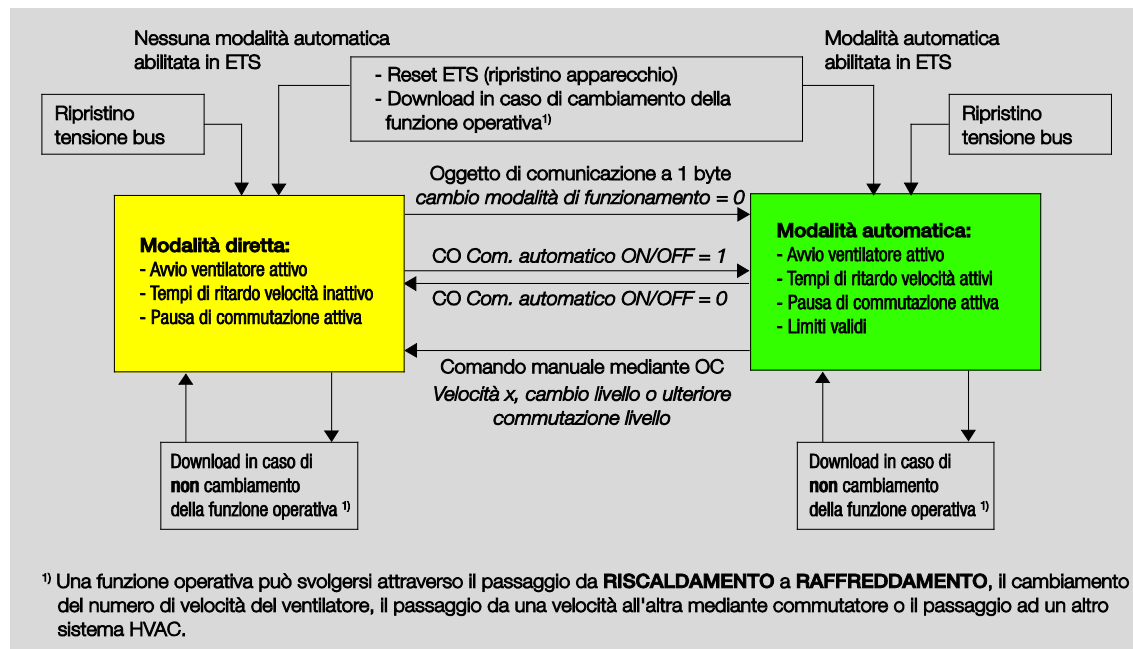 Nessuna modalità automatica
abilitata in ETS
Modalità automatica
abilitata in ETS
- Reset ETS (ripristino apparecchio)
- Download in caso di cambiamento della
funzione operativa¹⁾
Ripristino
tensione bus
Ripristino
tensione bus
Oggetto di comunicazione a 1 byte
cambio modalità di funzionamento = 0
Modalità diretta:
- Avvio ventilatore attivo
- Tempi di ritardo velocità inattivo
- Pausa di commutazione attiva
CO Com. automatico ON/OFF = 1
CO Com. automatico ON/OFF = 0
Modalità automatica:
- Avvio ventilatore attivo
- Tempi di ritardo velocità attivi
- Pausa di commutazione attiva
- Limiti validi
Comando manuale mediante OC
Velocità x, cambio livello o ulteriore
commutazione livello
Download in caso di
non cambiamento
della funzione operativa ¹⁾
Download in caso di
non cambiamento
della funzione operativa ¹⁾
¹⁾ Una funzione operativa può svolgersi attraverso il passaggio da RISCALDAMENTO a RAFFREDDAMENTO, il cambiamento
del numero di velocità del ventilatore, il passaggio da una velocità all'altra mediante commutatore o il passaggio ad un altro
sistema HVAC.